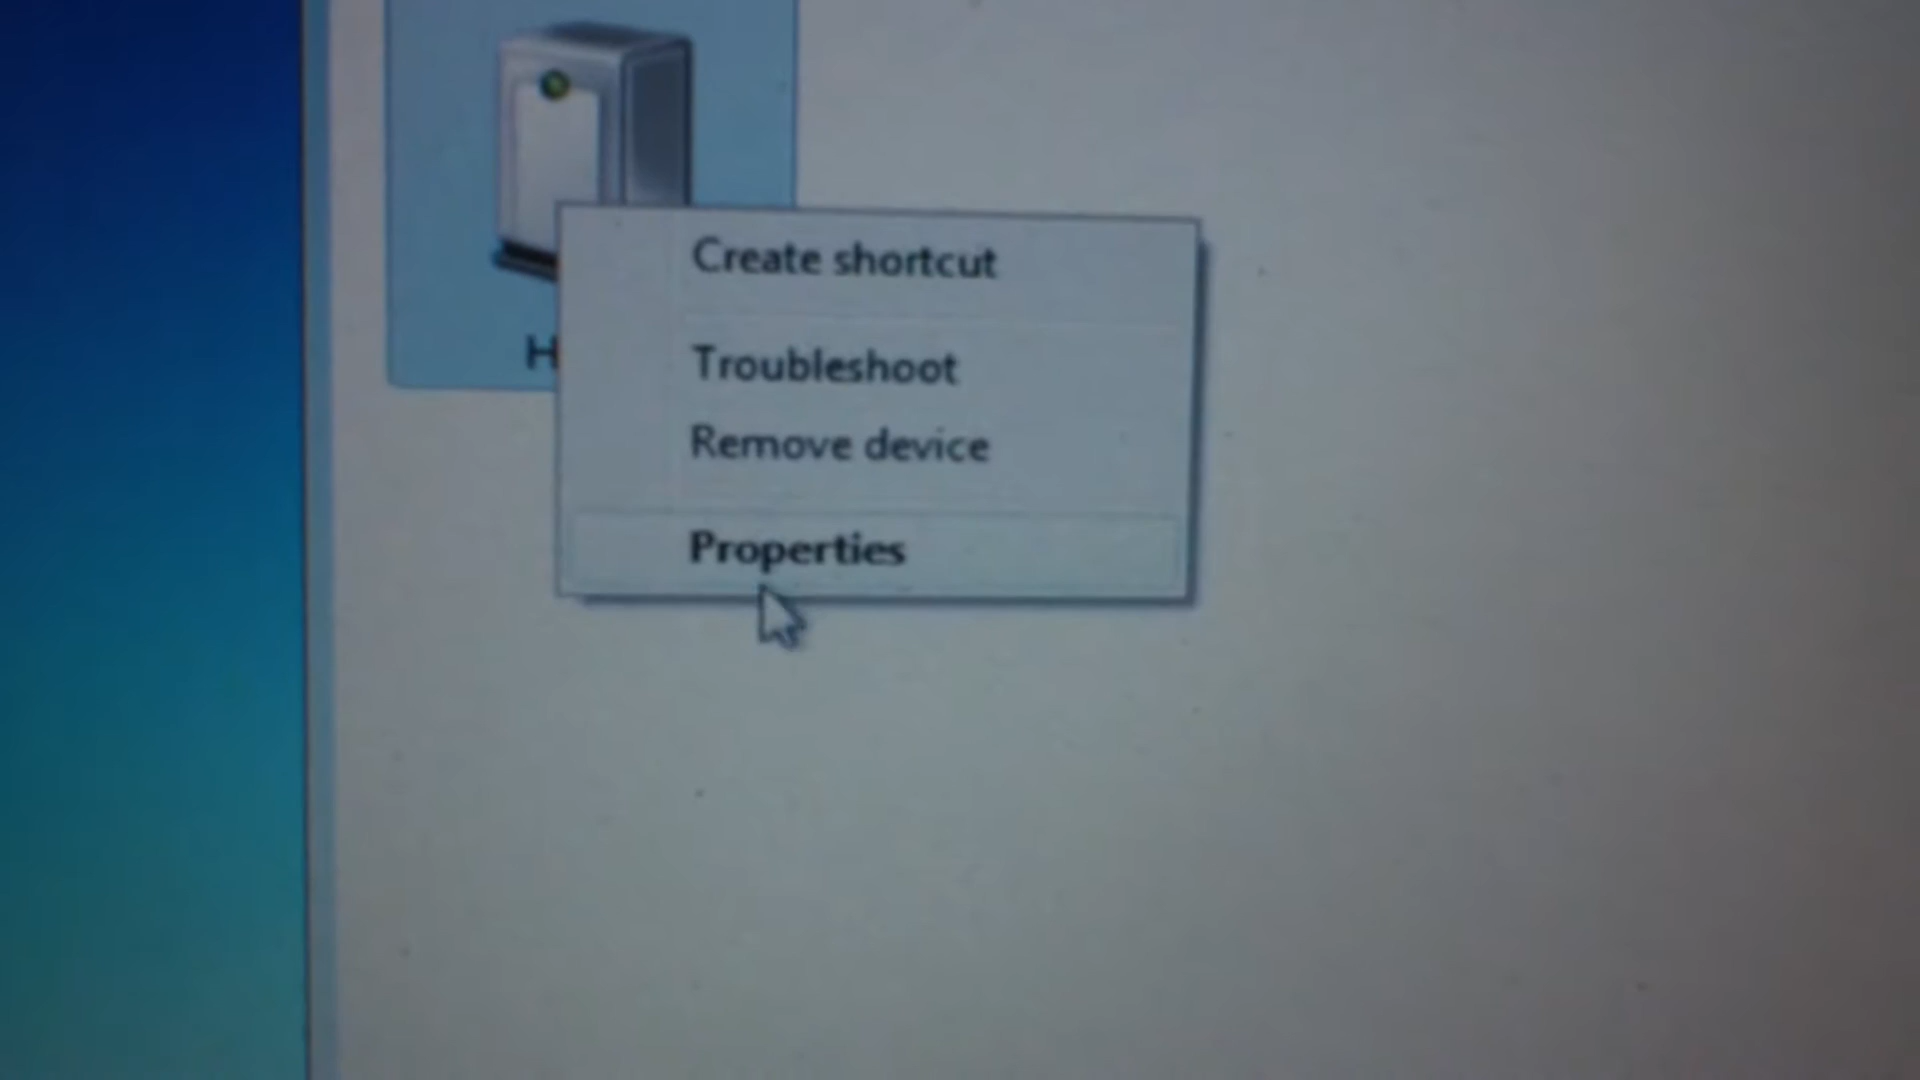 Create shortcut
Troubleshoot
Remove device
Properties
H